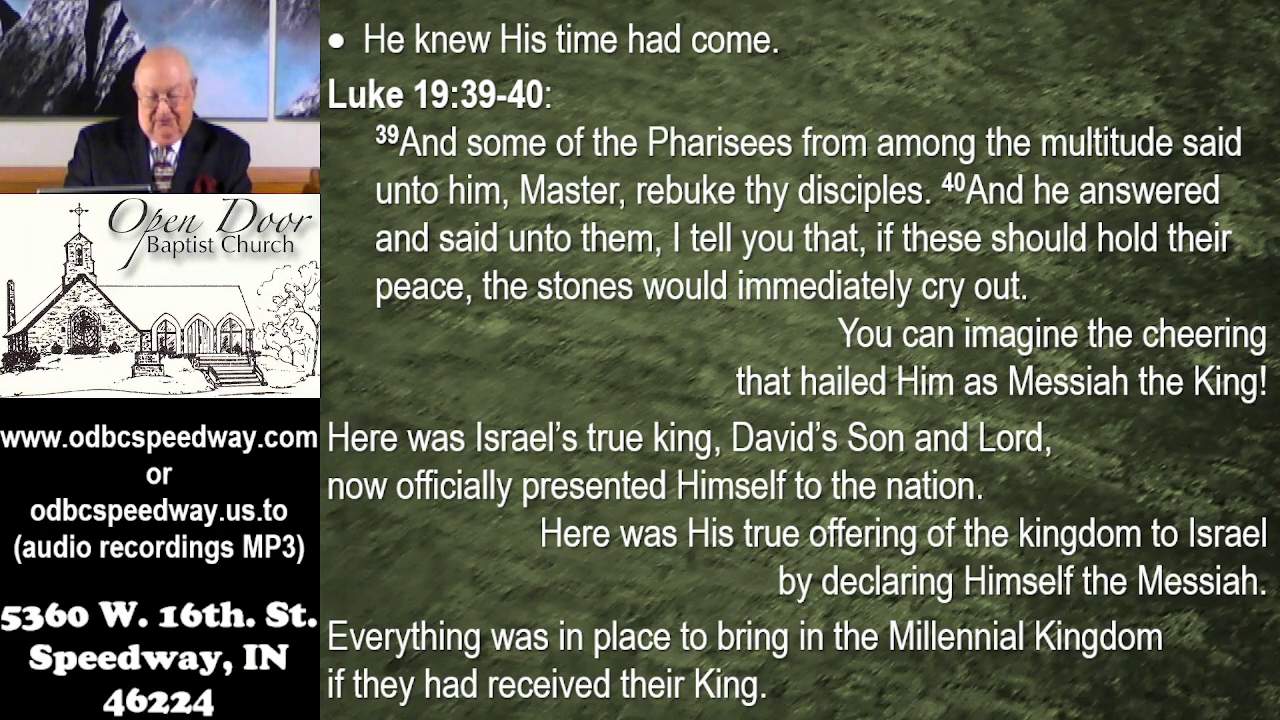 Open Door
Baptist Church
www.odbcspeedway.com
or
odbcspeedway.us.to
(audio recordings MP3)
5360 W. 16th. St.
Speedway, IN
46224
• He knew His time had come.
Luke 19:39-40:
39And some of the Pharisees from among the multitude said
unto him, Master, rebuke thy disciples. 40And he answered
and said unto them, I tell you that, if these should hold their
peace, the stones would immediately cry out.
You can imagine the cheering
that hailed Him as Messiah the King!
Here was Israel’s true king, David’s Son and Lord,
now officially presented Himself to the nation.
Here was His true offering of the kingdom to Israel
by declaring Himself the Messiah.
Everything was in place to bring in the Millennial Kingdom
if they had received their King.